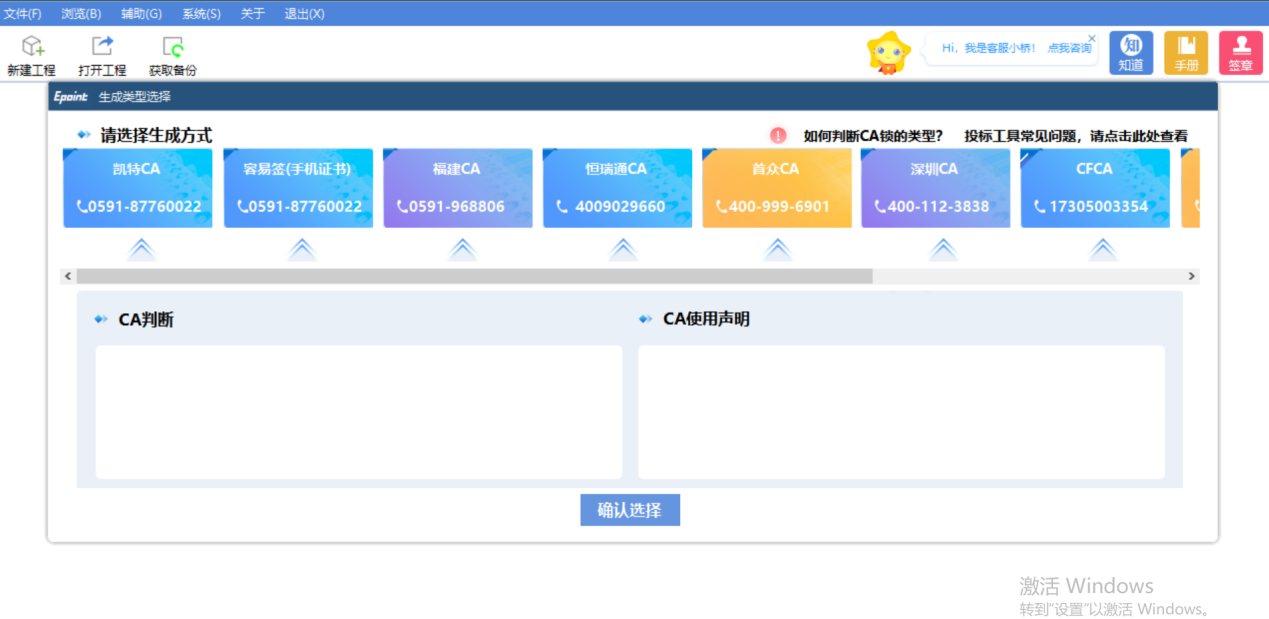 文件(F) 浏览(B) 辅助(G) 系统(S) 关于 退出(X)
新建工程 打开工程 获取备份
Hi，我是客服小桥！ 点我咨询
知 知道 手册 签章
Epoint 生成类型选择
请选择生成方式
如何判断CA锁的类型? 投标工具常见问题，请点击此处查看
凯特CA 容易签(手机证书) 福建CA 恒瑞通CA 首众CA 深圳CA CFCA
0591-87760022 0591-87760022 0591-968806 4009029660 400-999-6901 400-112-3838 17305003354
CA判断 CA使用声明
确认选择
激活 Windows
转到"设置"以激活 Windows。